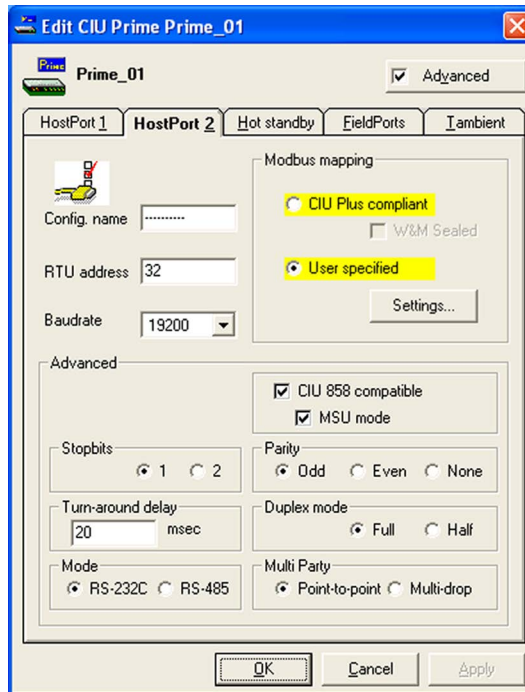 Edit CIU Prime Prime_01
Prime
Prime_01
Advanced
HostPort 1 HostPort 2 Hot standby FieldPorts Tambient
Modbus mapping
CIU Plus compliant
Config. name ----------
W&M Sealed
RTU address 32
User specified
Baudrate 19200
Settings...
Advanced
CIU 858 compatible
MSU mode
Stopbits
1 2
Parity
Odd Even None
Turn-around delay
20 msec
Duplex mode
Full Half
Mode
RS-232C RS-485
Multi Party
Point-to-point Multi-drop
OK Cancel Apply